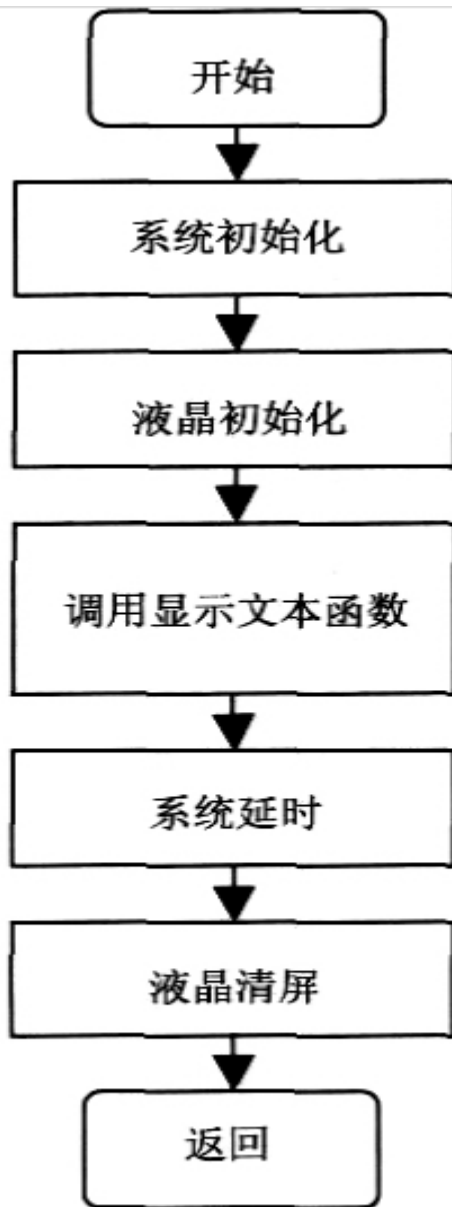 开始
系统初始化
液晶初始化
调用显示文本函数
系统延时
液晶清屏
返回